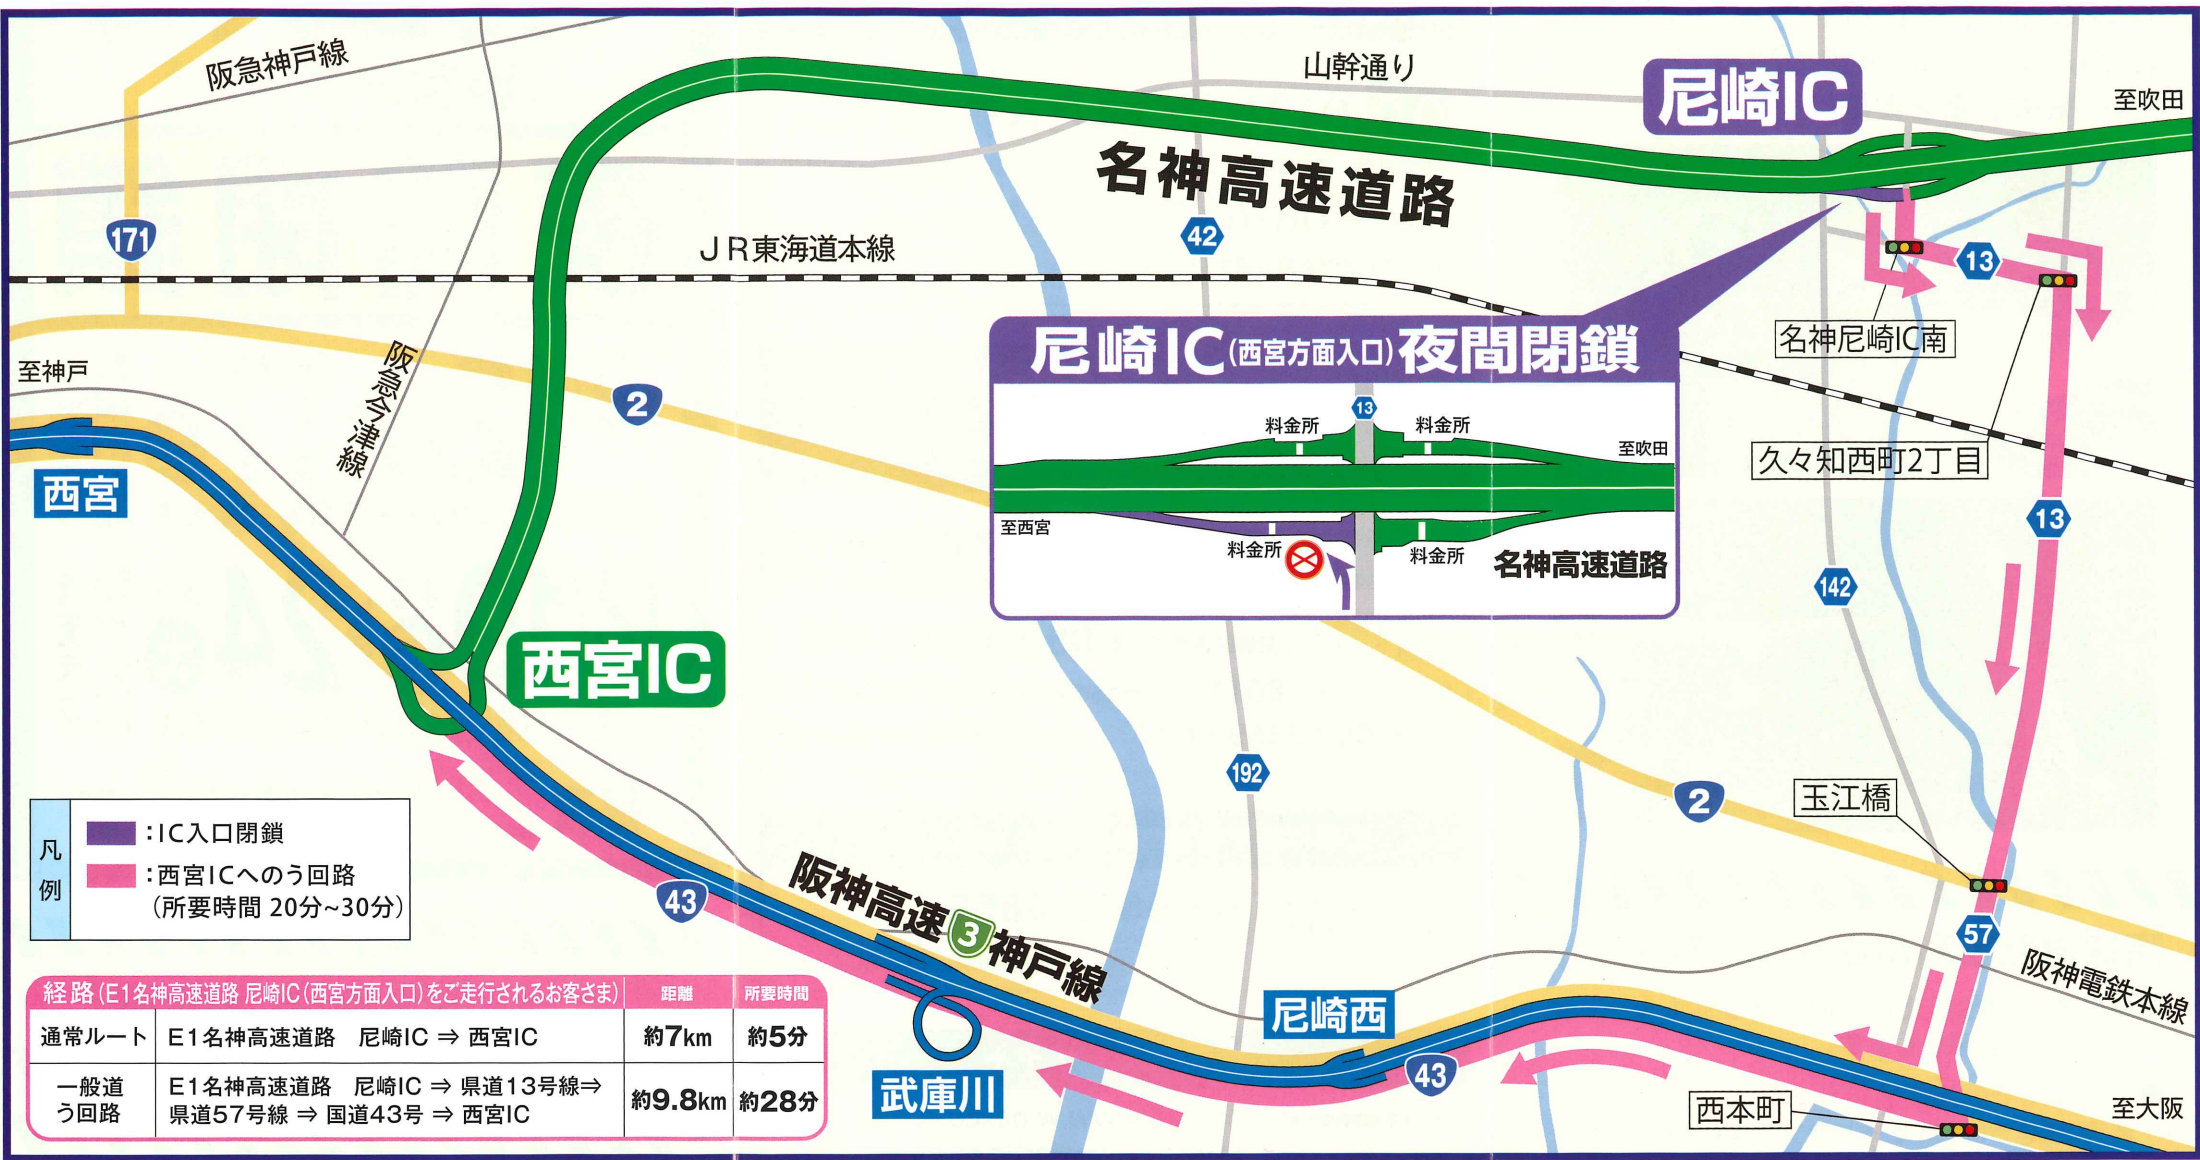 阪急神戸線
山幹通り
尼崎IC
至吹田
名神高速道路
171
42
JR東海道本線
13
名神尼崎IC南
至神戸
阪急今津線
2
尼崎IC(西宮方面入口)夜間閉鎖
13
料金所
料金所
至吹田
至西宮
料金所
料金所
名神高速道路
久々知西町2丁目
13
西宮
142
西宮IC
192
2
玉江橋
凡例
:IC入口閉鎖
:西宮ICへのう回路
(所要時間 20分~30分)
43
阪神高速3神戸線
57
阪神電鉄本線
尼崎西
43
武庫川
西本町
至大阪
経路(E1名神高速道路 尼崎IC(西宮方面入口)をご走行されるお客さま) 距離 所要時間
通常ルート E1名神高速道路 尼崎IC ⇒ 西宮IC 約7km 約5分
一般道 E1名神高速道路 尼崎IC ⇒ 県道13号線⇒
う回路 県道57号線 ⇒ 国道43号 ⇒ 西宮IC 約9.8km 約28分